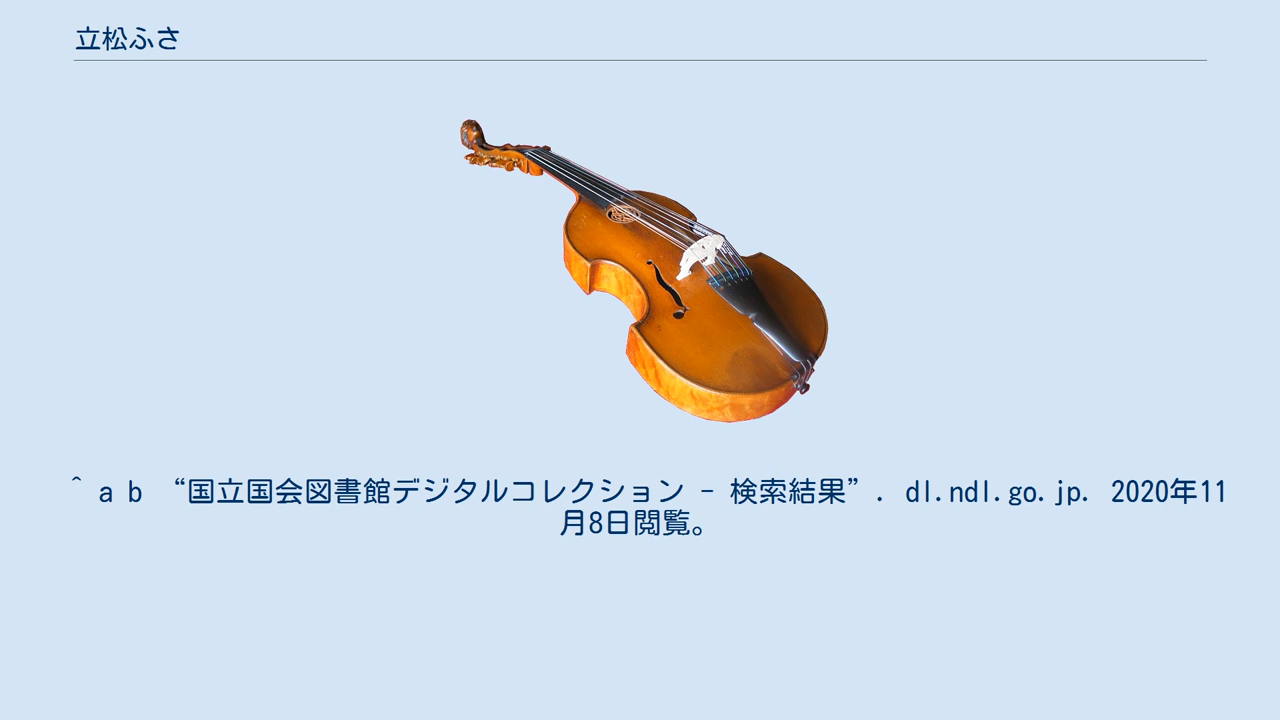 立松ふさ
^ a b “国立国会図書館デジタルコレクション - 検索結果”. dl.ndl.go.jp. 2020年11
月8日閲覧。